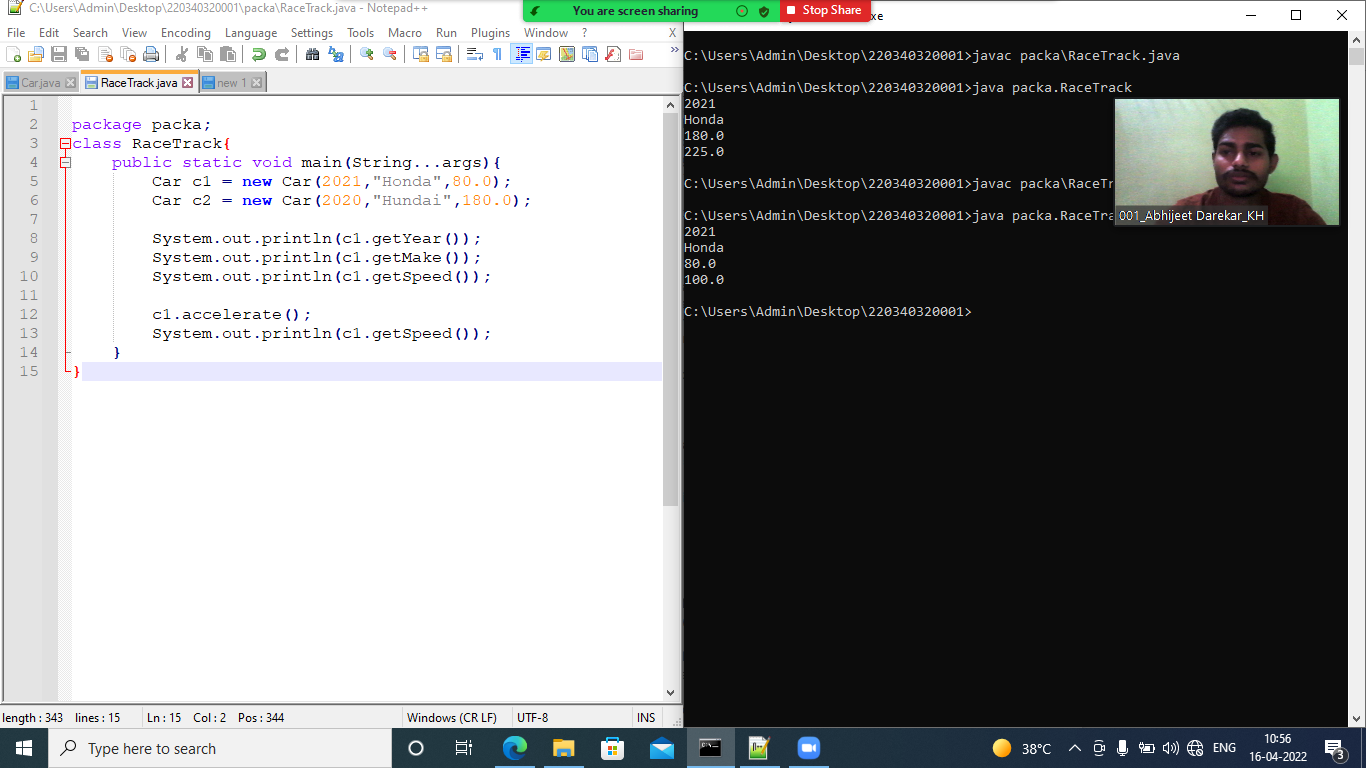 C:\Users\Admin\Desktop\220340320001\packa\RaceTrack.java - Notepad++
You are screen sharing
Stop Share
File Edit Search View Encoding Language Settings Tools Macro Run Plugins Window ? X
Car.java RaceTrack.java new 1
1
2 package packa;
3 class RaceTrack{
4 public static void main(String...args){
5 Car c1 = new Car(2021,"Honda",80.0);
6 Car c2 = new Car(2020,"Hundai",180.0);
7
8 System.out.println(c1.getYear());
9 System.out.println(c1.getMake());
10 System.out.println(c1.getSpeed());
11
12 c1.accelerate();
13 System.out.println(c1.getSpeed());
14 }
15 }
length : 343 lines : 15 Ln : 15 Col : 2 Pos : 344 Windows (CR LF) UTF-8 INS
C:\Users\Admin\Desktop\220340320001>javac packa\RaceTrack.java
C:\Users\Admin\Desktop\220340320001>java packa.RaceTrack
2021
Honda
180.0
225.0
C:\Users\Admin\Desktop\220340320001>javac packa\RaceT
C:\Users\Admin\Desktop\220340320001>java packa.RaceTra
2021
Honda
80.0
100.0
C:\Users\Admin\Desktop\220340320001>
001_Abhijeet Darekar_KH
Type here to search
38°C
ENG
10:56
16-04-2022
3